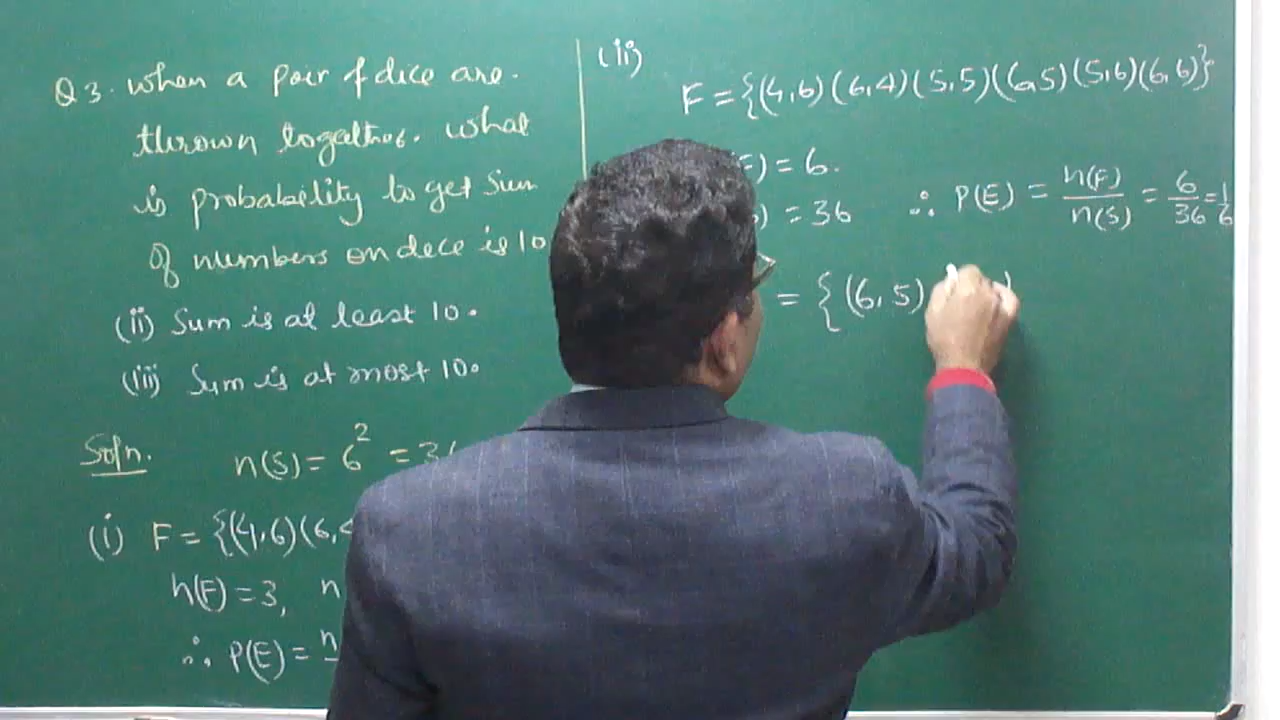 Q3. When a pair of dice are.
thrown together. What
is probability to get Sum
of numbers on dece is 10
(ii) Sum is at least 10.
(iii) Sum is at most 10.
Soln. n(S) = 6² = 36
(i) F = {(4,6)(6,4
n(F) = 3, n
∴ P(E) = n
(ii)
F = {(4,6)(6,4)(5,5)(6,5)(5,6)(6,6)}
F) = 6.
) = 36 ∴ P(E) = n(F)/n(S) = 6/36 = 1/6
= {(6,5)